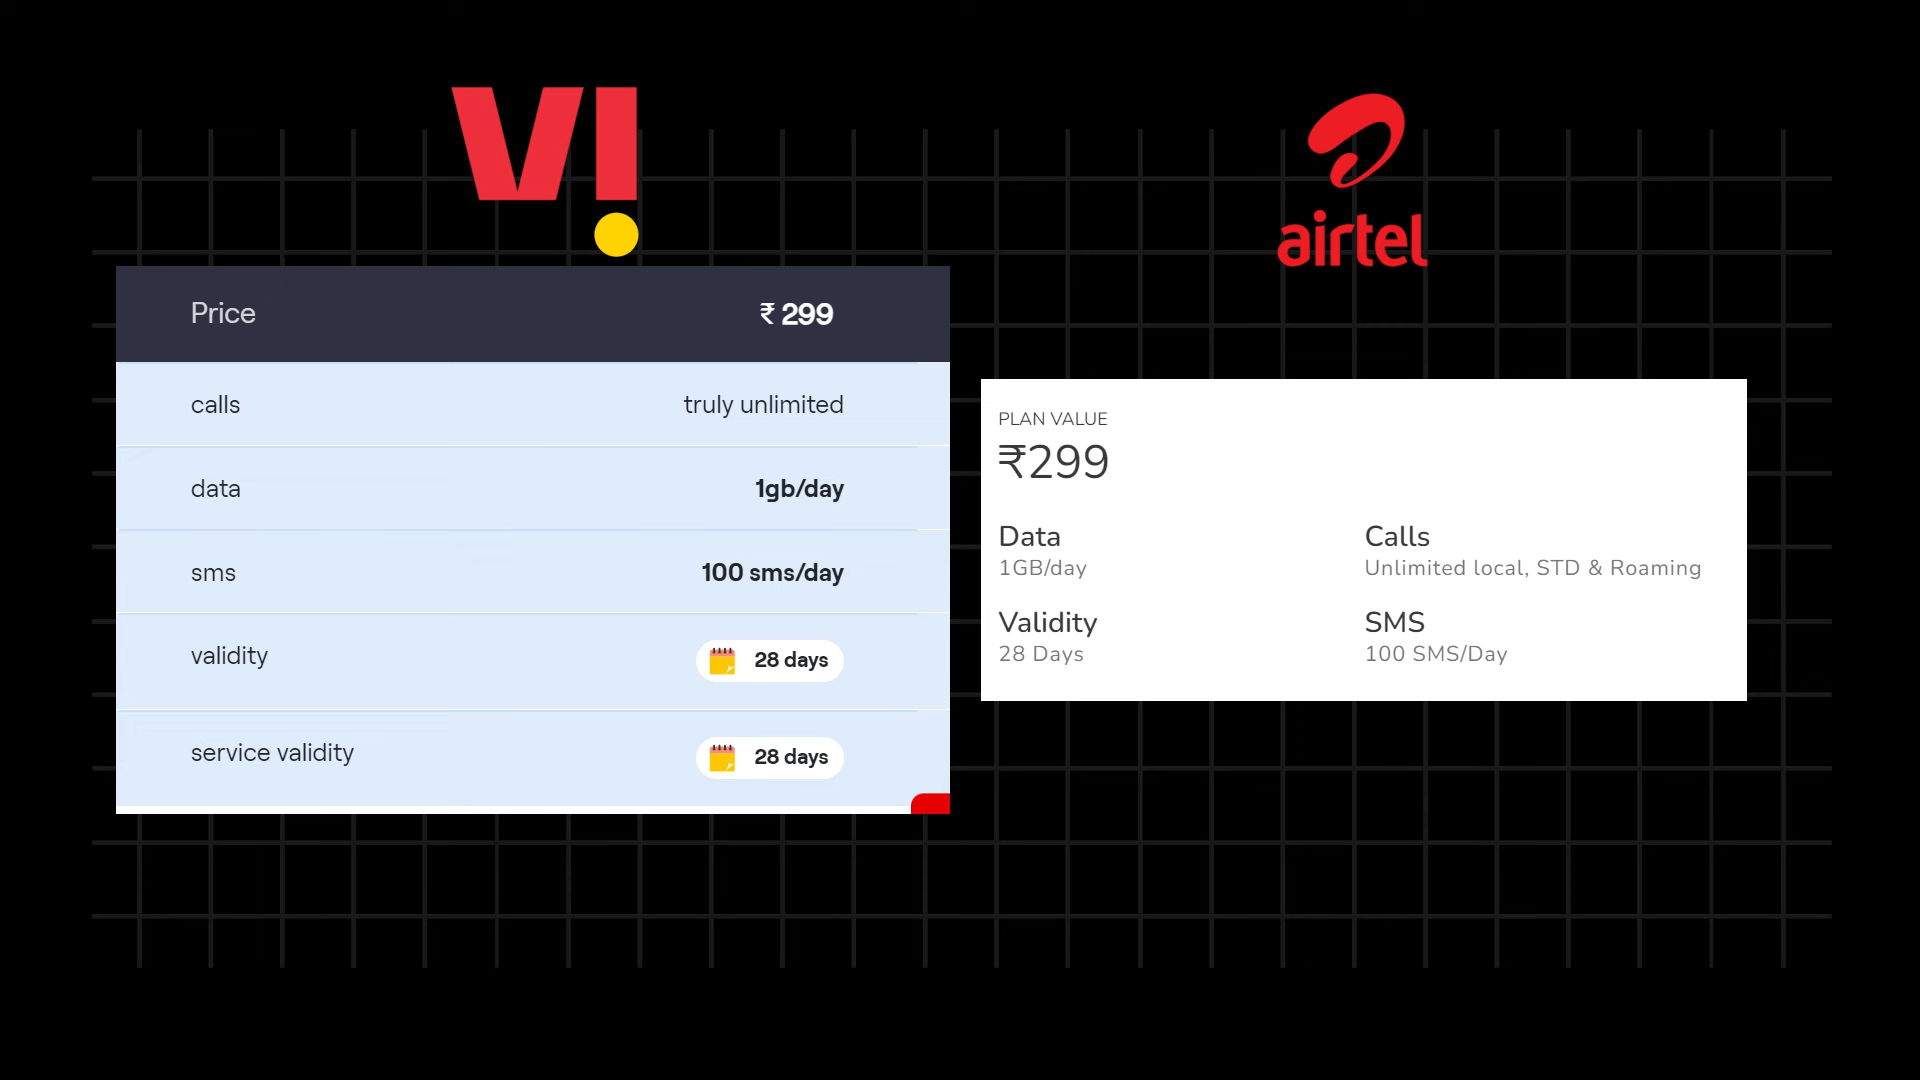 VI
Price ₹ 299
calls truly unlimited
data 1gb/day
sms 100 sms/day
validity 28 days
service validity 28 days
airtel
PLAN VALUE
₹299
Data Calls
1GB/day Unlimited local, STD & Roaming
Validity SMS
28 Days 100 SMS/Day